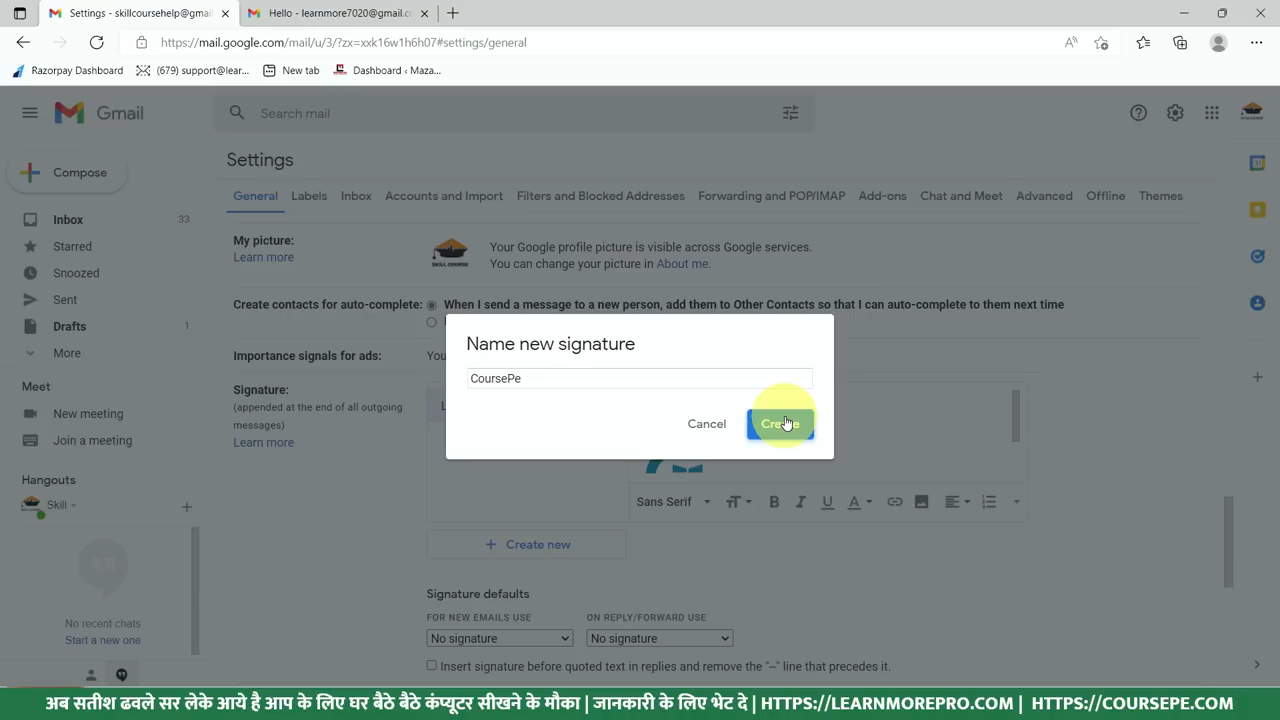 Settings - skillcoursehelp@gmai
Hello - learnmore7020@gmail.c
https://mail.google.com/mail/u/3/?zx=xxk16w1h6h07#settings/general
Razorpay Dashboard
(679) support@lear...
New tab
Dashboard ‹ Maza...
Gmail
Search mail
Compose
Settings
General Labels Inbox Accounts and Import Filters and Blocked Addresses Forwarding and POP/IMAP Add-ons Chat and Meet Advanced Offline Themes
Inbox 33
Starred
Snoozed
Sent
Drafts 1
More
Meet
New meeting
Join a meeting
Hangouts
Skill
No recent chats
Start a new one
My picture:
Learn more
SKILL COURSE
Your Google profile picture is visible across Google services.
You can change your picture in About me.
Create contacts for auto-complete:
When I send a message to a new person, add them to Other Contacts so that I can auto-complete to them next time
Importance signals for ads: You
Signature:
(appended at the end of all outgoing
messages)
Learn more
Name new signature
CoursePe
Cancel
Create
Sans Serif
Create new
Signature defaults
FOR NEW EMAILS USE
ON REPLY/FORWARD USE
No signature
No signature
Insert signature before quoted text in replies and remove the "--" line that precedes it.
अब सतीश ढवले सर लेके आये है आप के लिए घर बैठे बैठे कंप्यूटर सीखने के मौका | जानकारी के लिए भेट दे | HTTPS://LEARNMOREPRO.COM | HTTPS://COURSEPE.COM